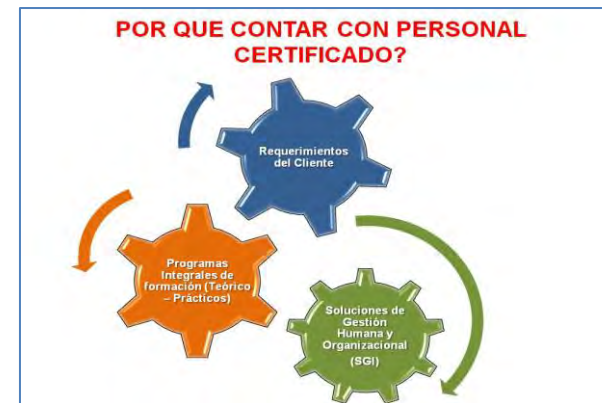 POR QUE CONTAR CON PERSONAL
CERTIFICADO?
Requerimientos
del Cliente
Programas
Integrales de
formación (Teórico
– Prácticos)
Soluciones de
Gestión
Humana y
Organizacional
(SGI)